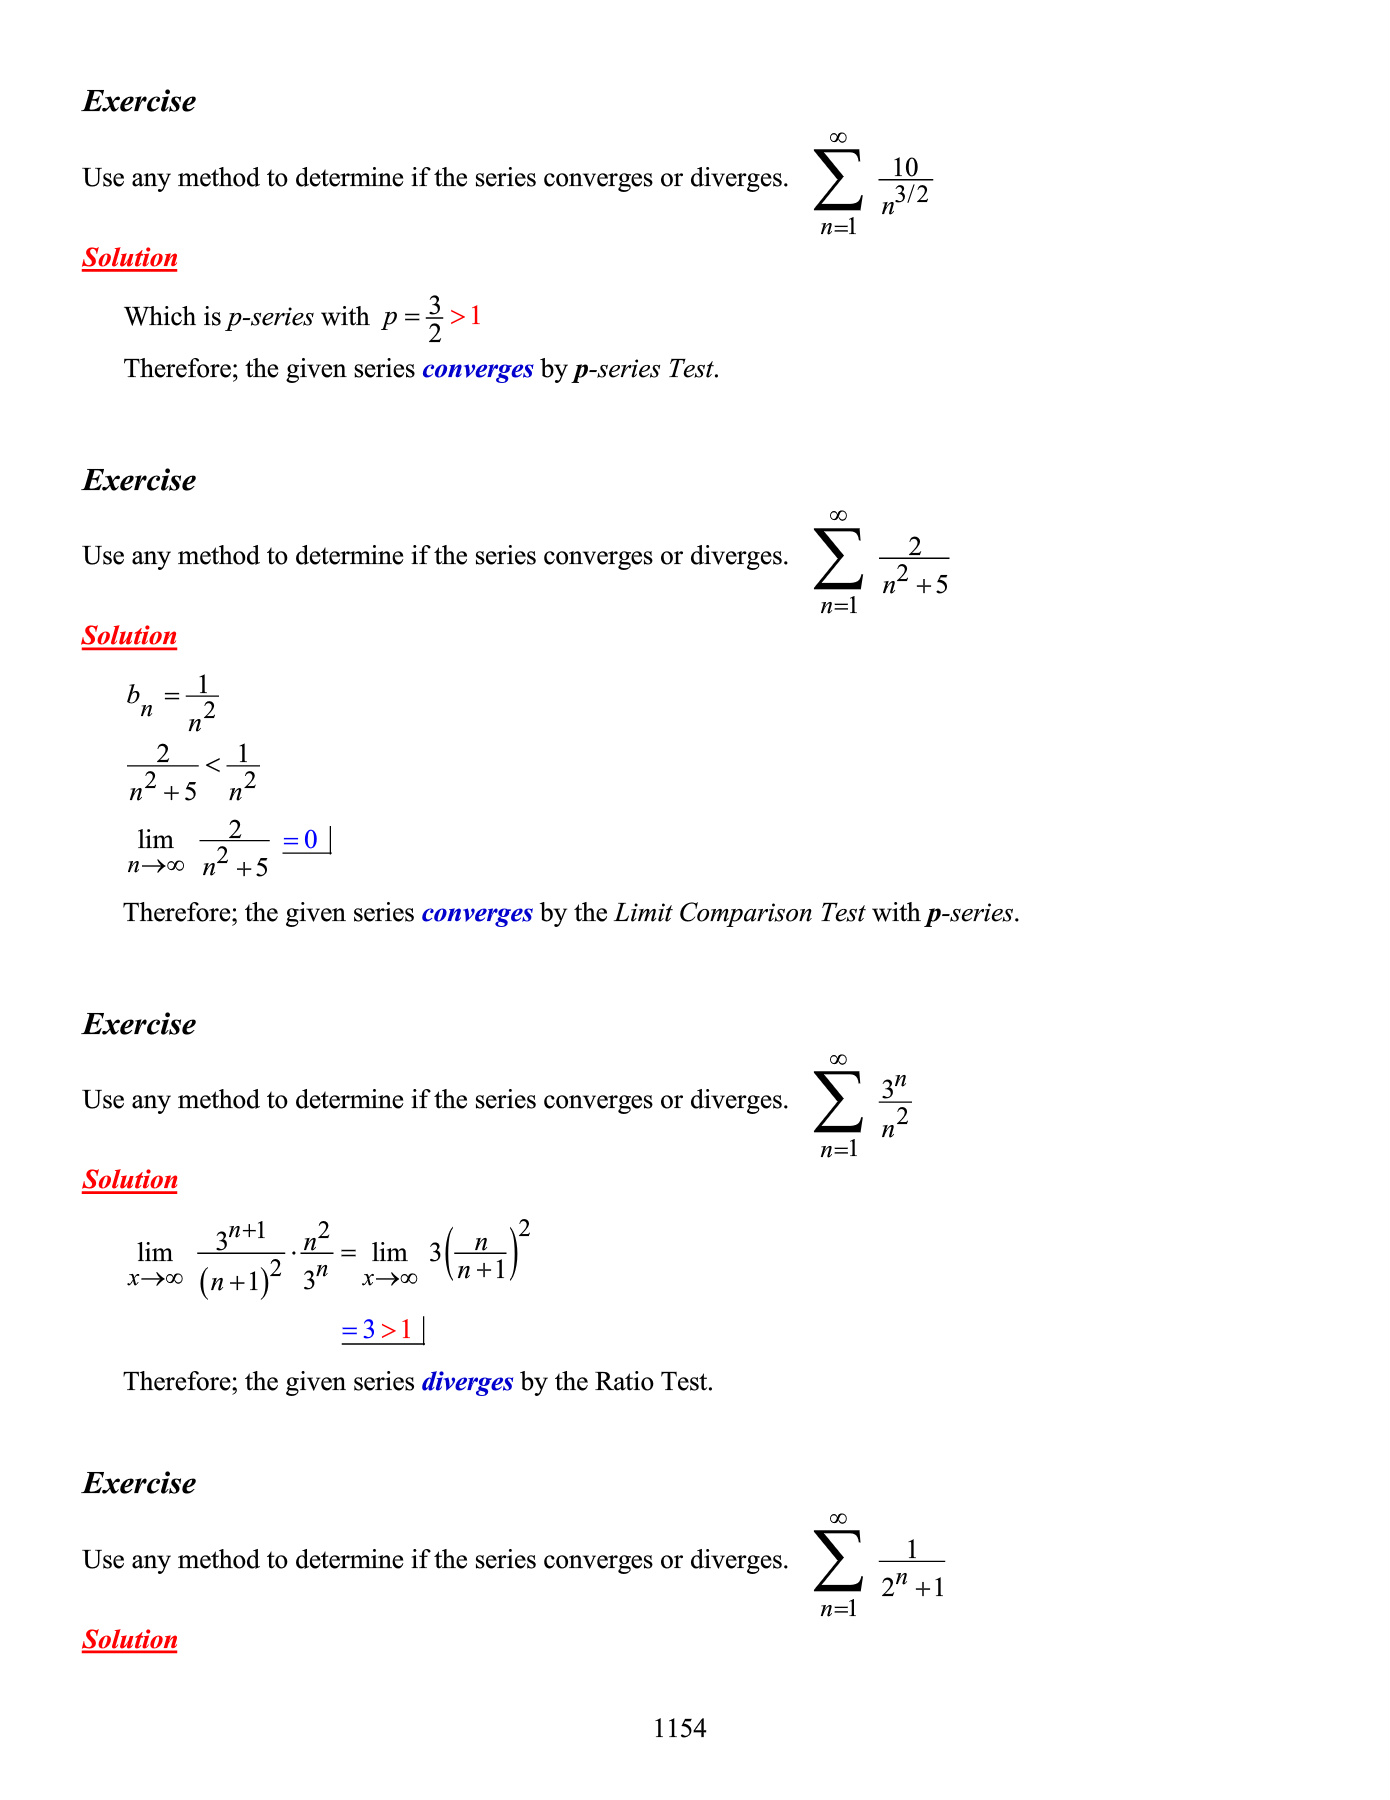 Exercise
Use any method to determine if the series converges or diverges. $\sum_{n=1}^{\infty} \frac{10}{n^{3/2}}$
Solution
Which is p-series with $p = \frac{3}{2} > 1$
Therefore; the given series converges by p-series Test.
Exercise
Use any method to determine if the series converges or diverges. $\sum_{n=1}^{\infty} \frac{2}{n^2+5}$
Solution
$b_n = \frac{1}{n^2}$
$\frac{2}{n^2+5} < \frac{1}{n^2}$
$\lim_{n \to \infty} \frac{2}{n^2+5} = 0$
Therefore; the given series converges by the Limit Comparison Test with p-series.
Exercise
Use any method to determine if the series converges or diverges. $\sum_{n=1}^{\infty} \frac{3^n}{n^2}$
Solution
$\lim_{x \to \infty} \frac{3^{n+1}}{(n+1)^2} \cdot \frac{n^2}{3^n} = \lim_{x \to \infty} 3\left(\frac{n}{n+1}\right)^2$
$= 3 > 1$
Therefore; the given series diverges by the Ratio Test.
Exercise
Use any method to determine if the series converges or diverges. $\sum_{n=1}^{\infty} \frac{1}{2^n+1}$
Solution
1154